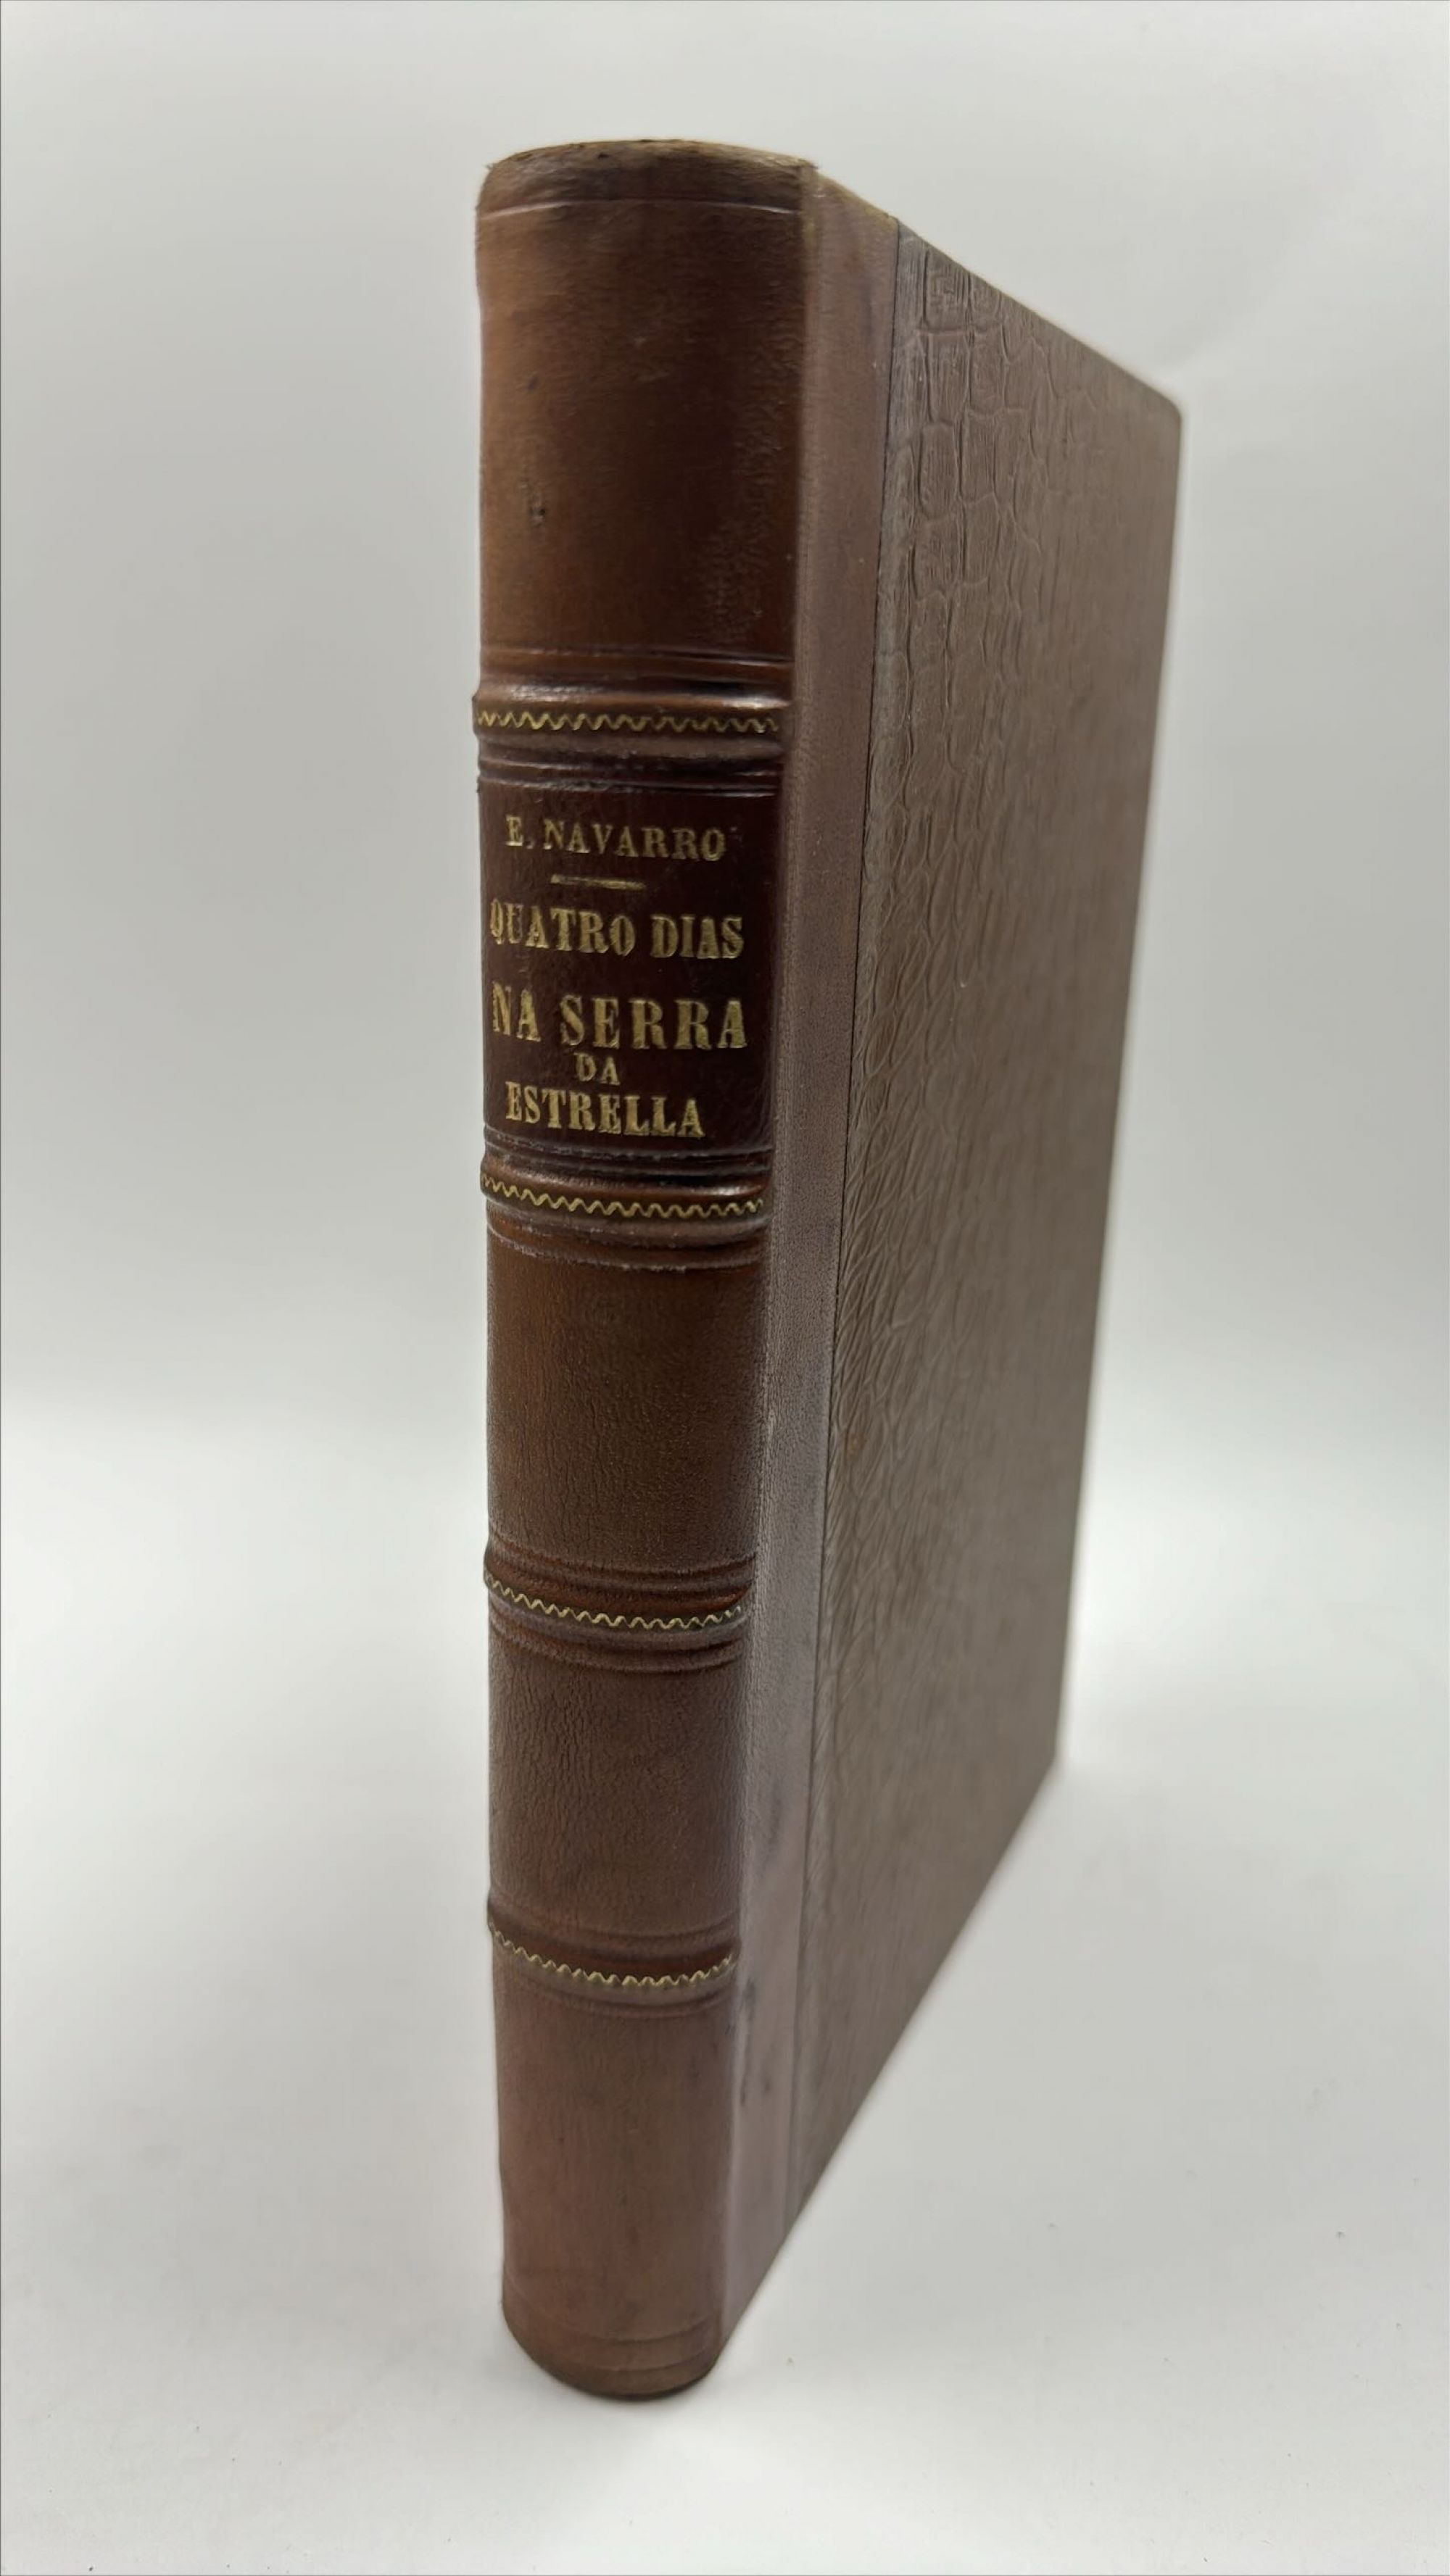 E. NAVARRO
QUATRO DIAS
NA SERRA
DA
ESTRELLA